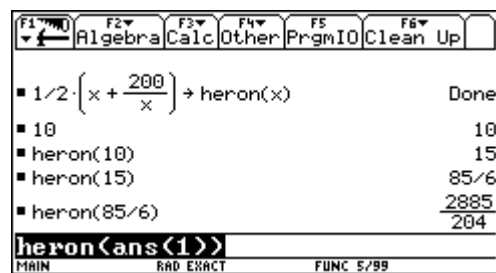 F1 F2 F3 F4 F5 F6
Algebra Calc Other PrgmIO Clean Up
1/2·(x + 200/x) → heron(x) Done
10 10
heron(10) 15
heron(15) 85/6
heron(85/6) 2885/204
heron(ans(1))
MAIN RAD EXACT FUNC 5/99